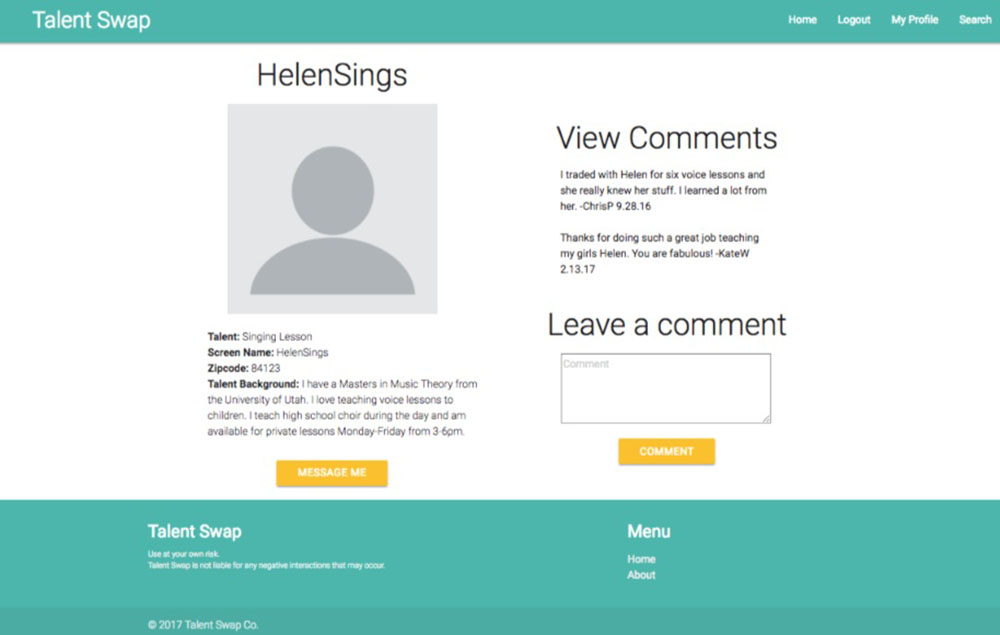 Talent Swap
Home Logout My Profile Search
HelenSings
Talent: Singing Lesson
Screen Name: HelenSings
Zipcode: 84123
Talent Background: I have a Masters in Music Theory from
the University of Utah. I love teaching voice lessons to
children. I teach high school choir during the day and am
available for private lessons Monday-Friday from 3-6pm.
MESSAGE ME
View Comments
I traded with Helen for six voice lessons and
she really knew her stuff. I learned a lot from
her. -ChrisP 9.28.16
Thanks for doing such a great job teaching
my girls Helen. You are fabulous! -KateW
2.13.17
Leave a comment
Comment
COMMENT
Talent Swap
Use at your own risk.
Talent Swap is not liable for any negative interactions that may occur.
Menu
Home
About
© 2017 Talent Swap Co.